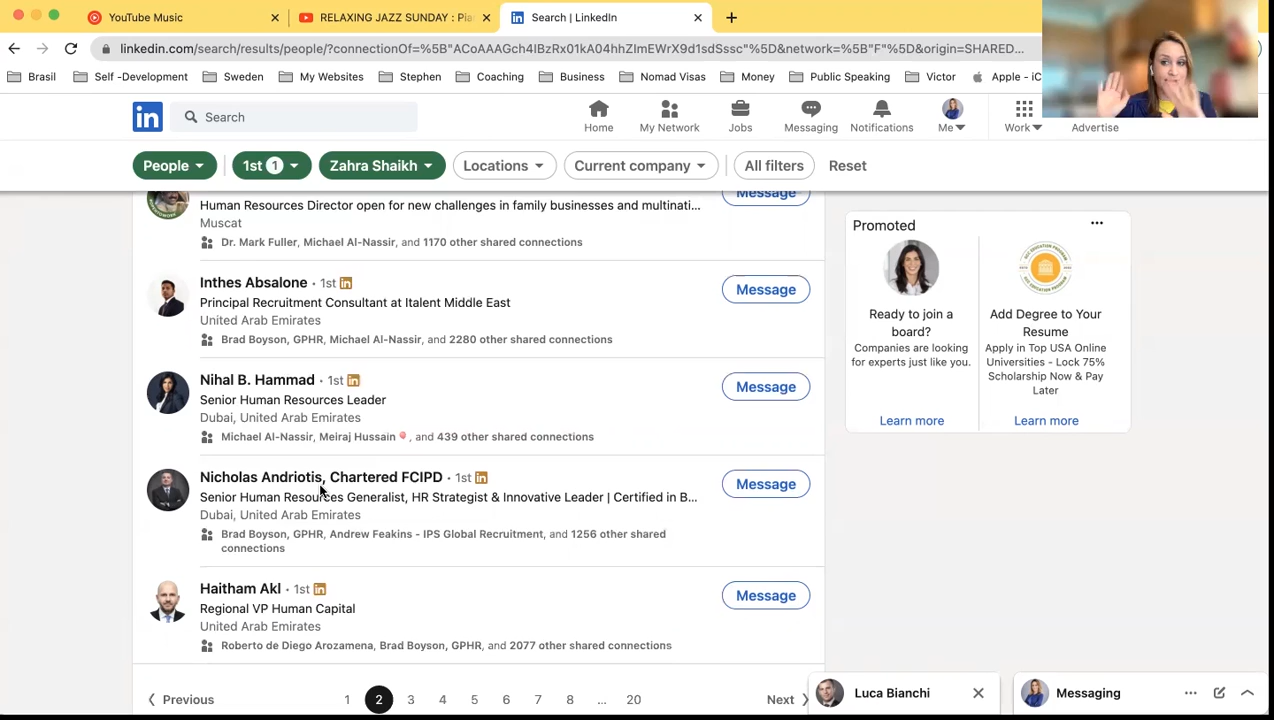 YouTube Music
RELAXING JAZZ SUNDAY : Pia
Search | LinkedIn
linkedin.com/search/results/people/?connectionOf=%5B"ACoAAAGch4IBzRx01kA04hhZImEWrX9d1sdSssc"%5D&network=%5B"F"%5D&origin=SHARED...
Brasil Self -Development Sweden My Websites Stephen Coaching Business Nomad Visas Money Public Speaking Victor Apple - iC
in Search Home My Network Jobs Messaging Notifications Me Work Advertise
People 1st 1 Zahra Shaikh Locations Current company All filters Reset
Message
Human Resources Director open for new challenges in family businesses and multinati...
Muscat
Dr. Mark Fuller, Michael Al-Nassir, and 1170 other shared connections
Inthes Absalone • 1st in
Principal Recruitment Consultant at Italent Middle East
United Arab Emirates
Brad Boyson, GPHR, Michael Al-Nassir, and 2280 other shared connections
Message
Nihal B. Hammad • 1st in
Senior Human Resources Leader
Dubai, United Arab Emirates
Michael Al-Nassir, Meiraj Hussain, and 439 other shared connections
Message
Nicholas Andriotis, Chartered FCIPD • 1st in
Senior Human Resources Generalist, HR Strategist & Innovative Leader | Certified in B...
Dubai, United Arab Emirates
Brad Boyson, GPHR, Andrew Feakins - IPS Global Recruitment, and 1256 other shared
connections
Message
Haitham Akl • 1st in
Regional VP Human Capital
United Arab Emirates
Roberto de Diego Arozamena, Brad Boyson, GPHR, and 2077 other shared connections
Message
Previous 1 2 3 4 5 6 7 8 ... 20 Next
Promoted
Ready to join a
board?
Companies are looking
for experts just like you.
Learn more
Add Degree to Your
Resume
Apply in Top USA Online
Universities - Lock 75%
Scholarship Now & Pay
Later
Learn more
Luca Bianchi
Messaging